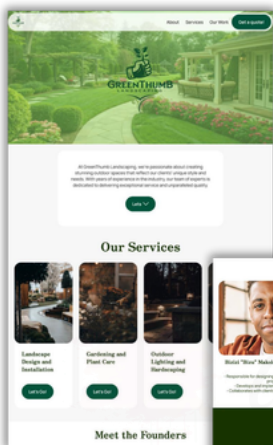 About Services Our Work Get a quote!
GREENTHUMB
LANDSCAPING
At GreenThumb Landscaping, we're passionate about creating
stunning outdoor spaces that reflect our clients' unique style and
needs. With years of experience in the industry, our team of experts is
dedicated to delivering exceptional service and unparalleled quality.
Our Services
Landscape
Design and
Installation
Gardening and
Plant Care
Outdoor
Lighting and
Hardscaping
Let's Go!
Let's Go!
Let's Go!
Meet the Founders